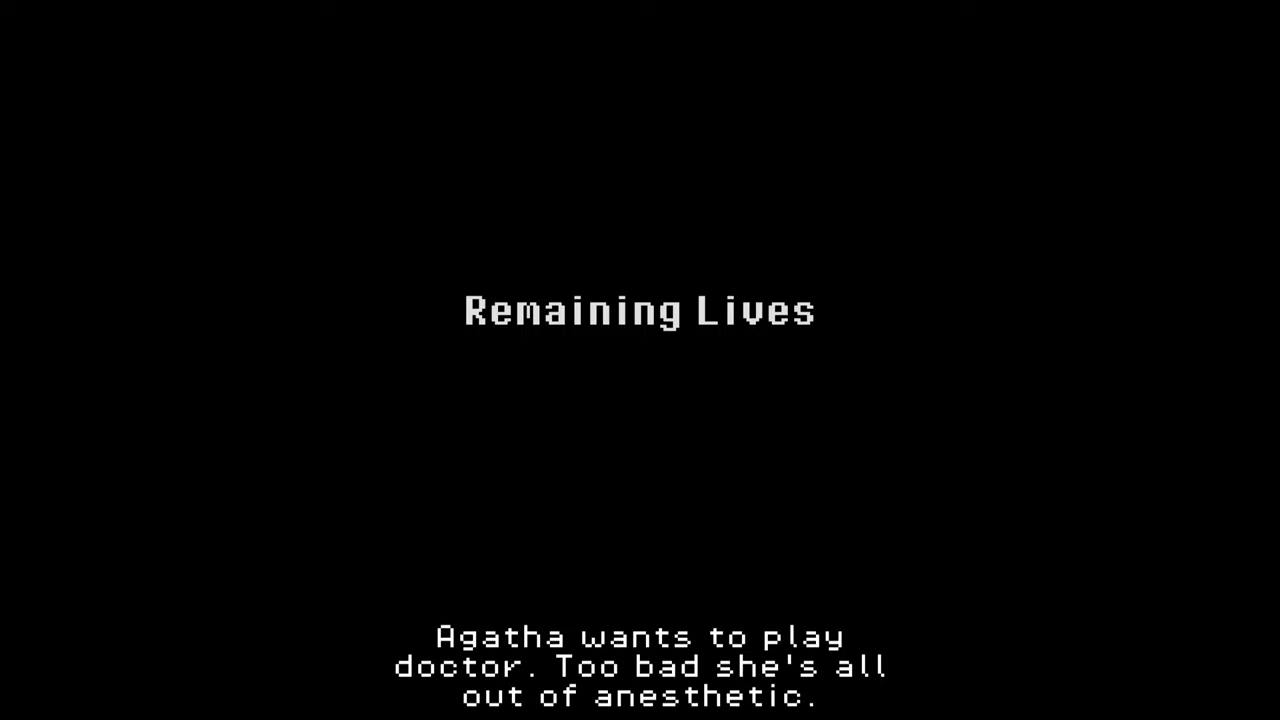 Remaining Lives
Agatha wants to play
doctor. Too bad she's all
out of anesthetic.